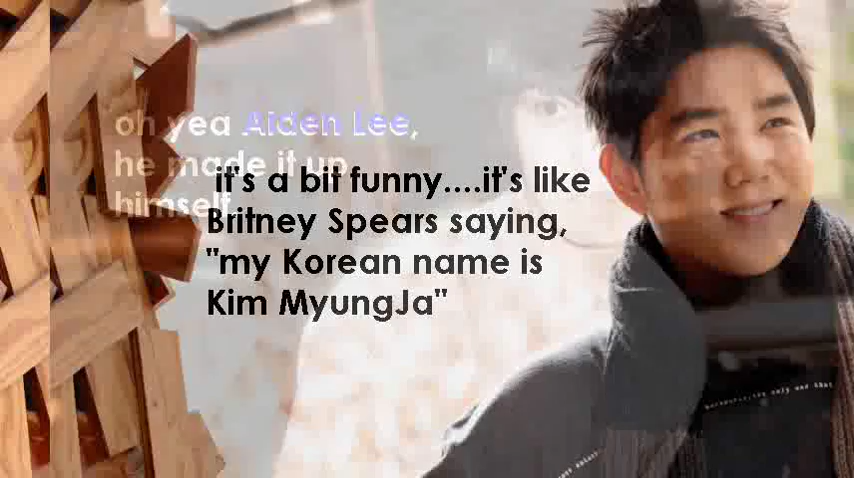 oh yea Aiden Lee,
he made it up
himself
it's a bit funny....it's like
Britney Spears saying,
"my Korean name is
Kim MyungJa"